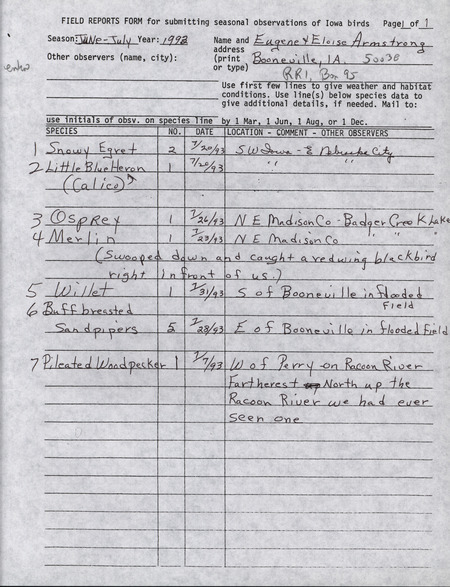 FIELD REPORTS FORM for submitting seasonal observations of Iowa birds Page 1 of 1
Season: June-July Year: 1993 Name and Eugene & Eloise Armstrong
address
Other observers (name, city): (print Booneville, IA. 50038
or type) RR1, Box 95
Use first few lines to give weather and habitat
conditions. Use line(s) below species data to
give additional details, if needed. Mail to:
use initials of obsv. on species line by 1 Mar, 1 Jun, 1 Aug, or 1 Dec.
SPECIES NO. DATE LOCATION - COMMENT - OTHER OBSERVERS
1 Snowy Egret 2 7/20/93 S W Iowa - E Nebraska City
2 Little Blue Heron 1 7/20/93 " "
(Calico)
3 Osprey 1 7/26/93 N E Madison Co - Badger Creek Lake
4 Merlin 1 7/23/93 N E Madison Co " " "
(Swooped down and caught a redwing blackbird
right in front of us.)
5 Willet 1 7/31/93 S of Booneville in flooded
Field
6 Buff breasted
Sandpipers 5 7/28/93 E of Booneville in flooded Field
7 Pileated Woodpecker 1 7/7/93 W of Perry on Racoon River
Fartherest North up the
Racoon River we had ever
seen one